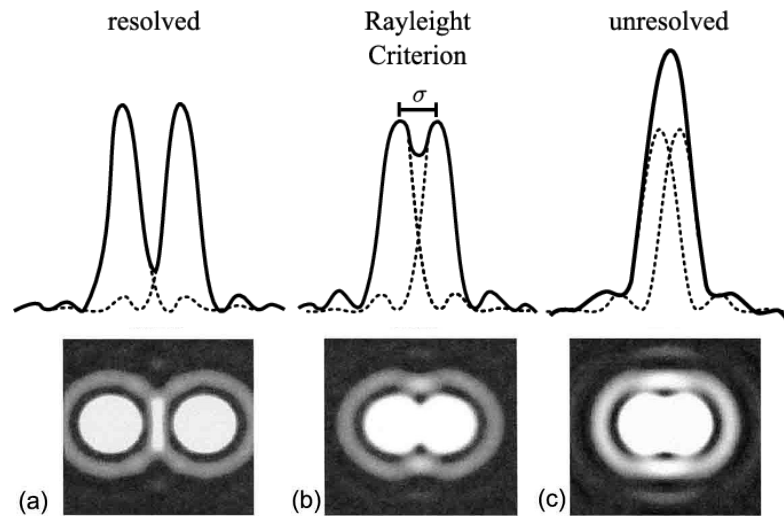 resolved
Rayleight
Criterion
unresolved
σ
(a)
(b)
(c)